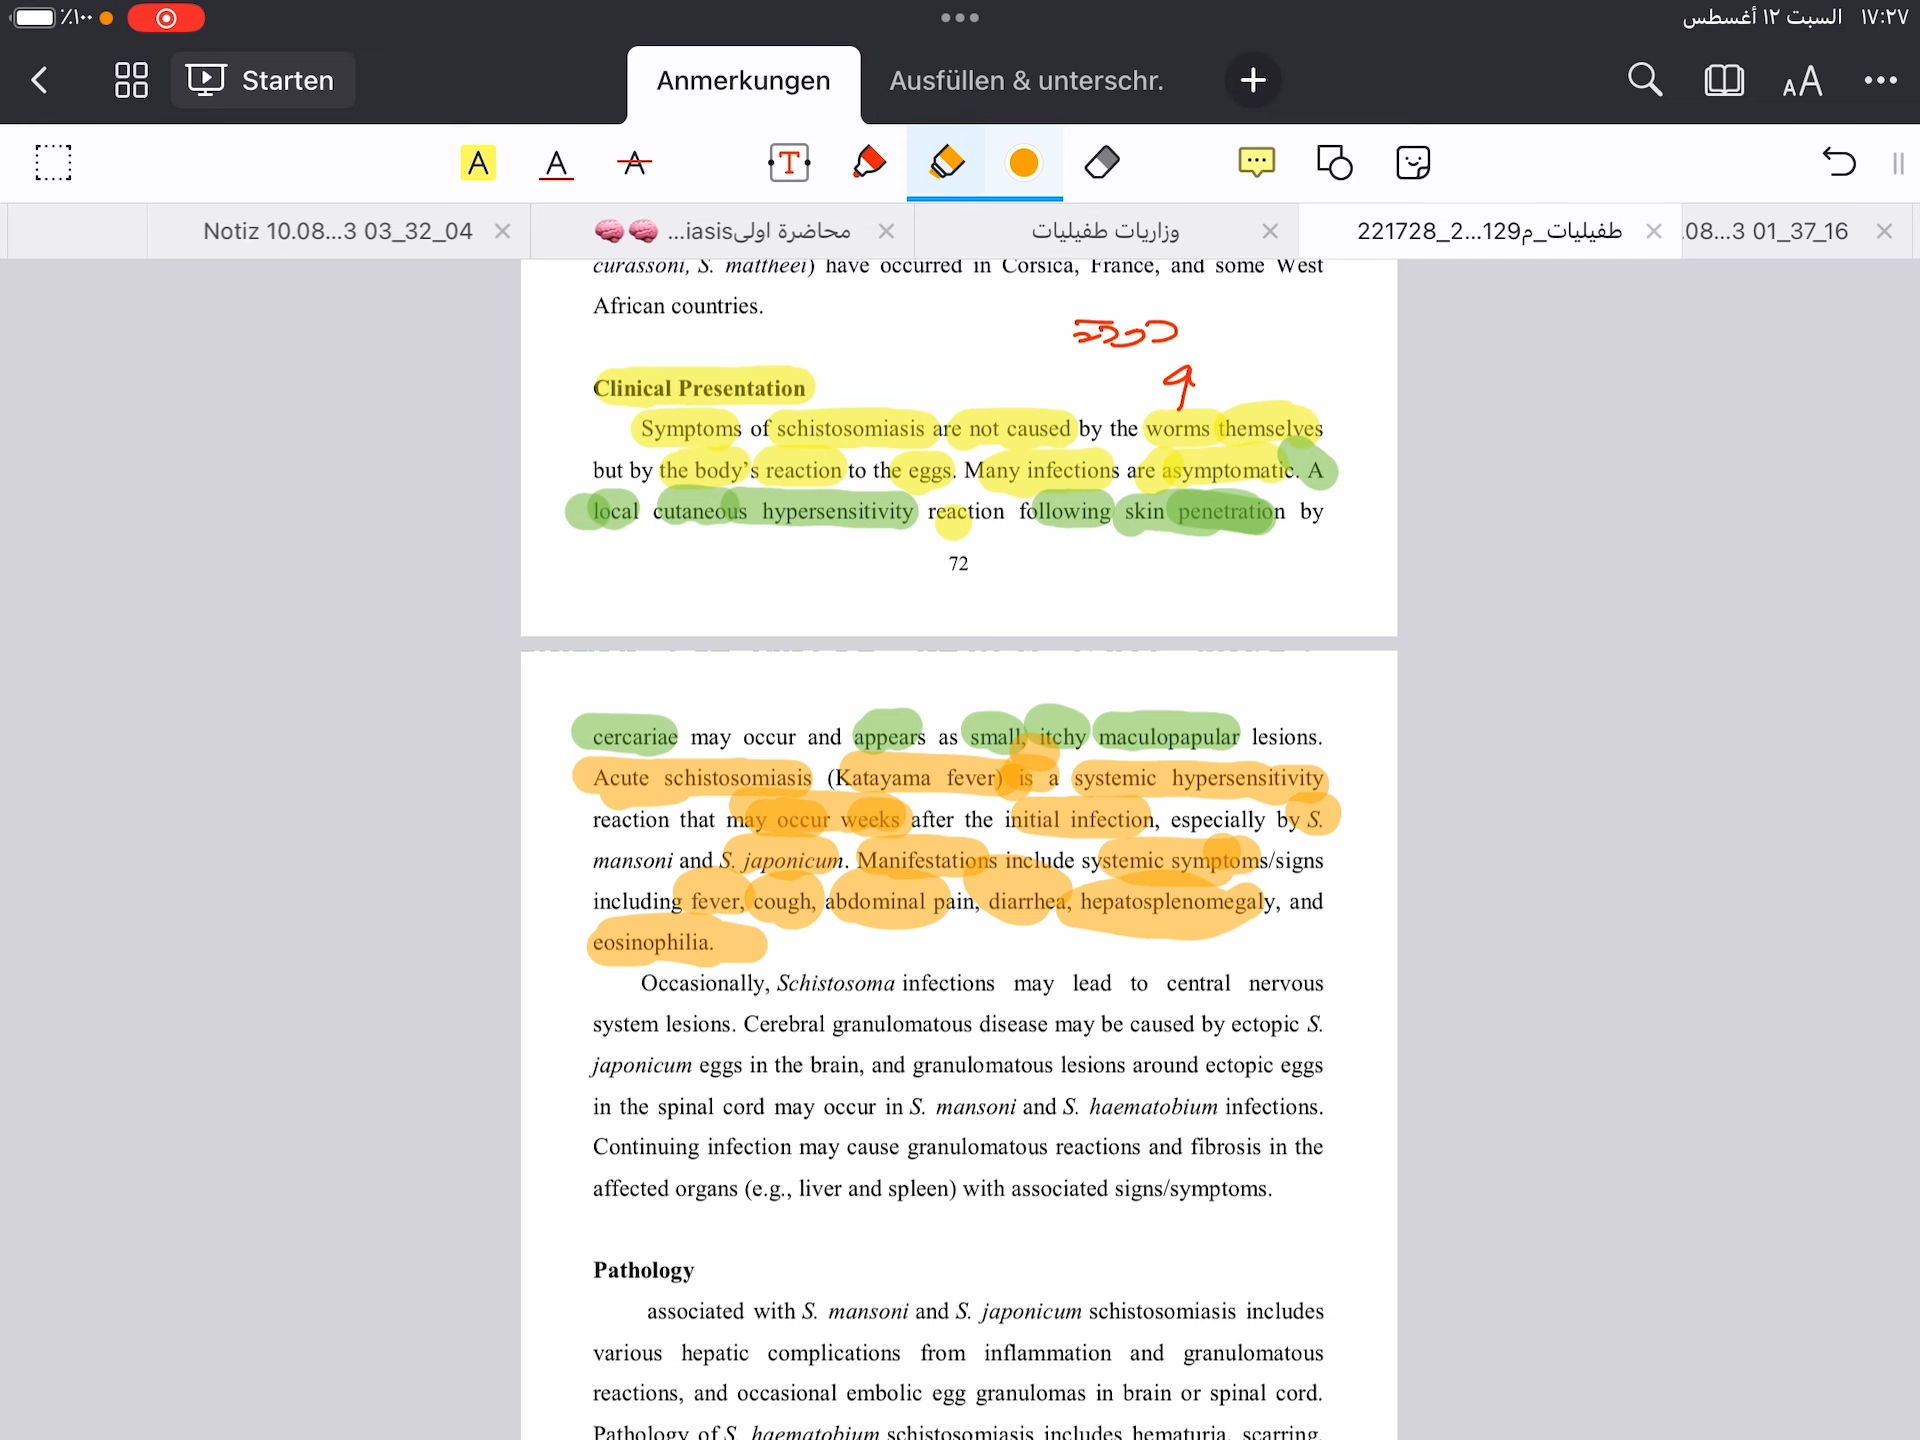 ٪١٠٠
١٧:٢٧ السبت ١٢ أغسطس
Starten
Anmerkungen
Ausfüllen & unterschr.
Notiz 10.08...3 03_32_04
محاضرة اولىiasis...
وزاريات طفيليات
طفيليات_م129...2_221728
.08...3 01_37_16
curassoni, S. mattheei) have occurred in Corsica, France, and some West
African countries.
Clinical Presentation
Symptoms of schistosomiasis are not caused by the worms themselves
but by the body's reaction to the eggs. Many infections are asymptomatic. A
local cutaneous hypersensitivity reaction following skin penetration by
72
cercariae may occur and appears as small, itchy maculopapular lesions.
Acute schistosomiasis (Katayama fever) is a systemic hypersensitivity
reaction that may occur weeks after the initial infection, especially by S.
mansoni and S. japonicum. Manifestations include systemic symptoms/signs
including fever, cough, abdominal pain, diarrhea, hepatosplenomegaly, and
eosinophilia.
Occasionally, Schistosoma infections may lead to central nervous
system lesions. Cerebral granulomatous disease may be caused by ectopic S.
japonicum eggs in the brain, and granulomatous lesions around ectopic eggs
in the spinal cord may occur in S. mansoni and S. haematobium infections.
Continuing infection may cause granulomatous reactions and fibrosis in the
affected organs (e.g., liver and spleen) with associated signs/symptoms.
Pathology
associated with S. mansoni and S. japonicum schistosomiasis includes
various hepatic complications from inflammation and granulomatous
reactions, and occasional embolic egg granulomas in brain or spinal cord.
Pathology of S. haematobium schistosomiasis includes hematuria, scarring,